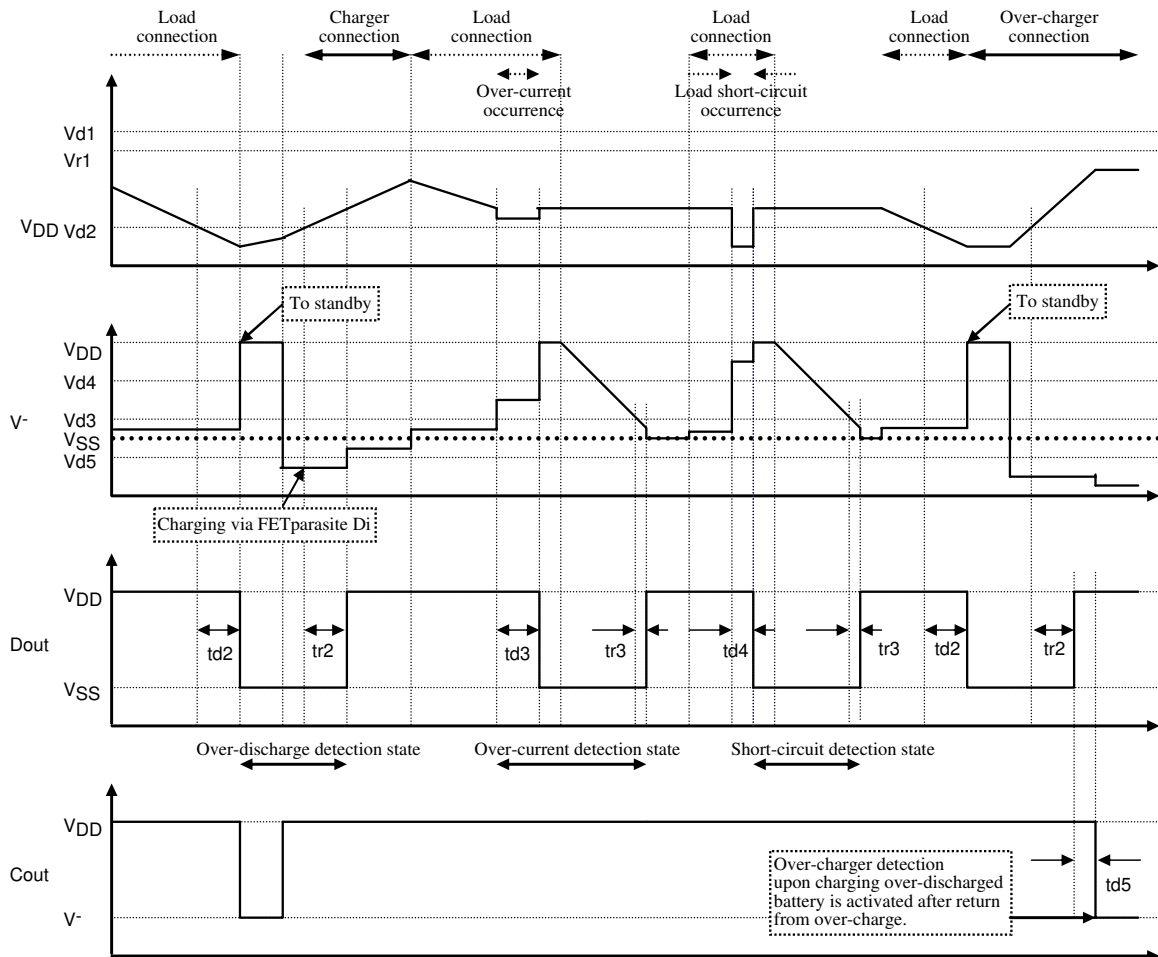 Load
connection
Charger
connection
Load
connection
Load
connection
Load
connection
Over-charger
connection
Over-current
occurrence
Load short-circuit
occurrence
Vd1
Vr1
VDD
Vd2
To standby
To standby
VDD
Vd4
Vd3
V-
VSS
Vd5
Charging via FETparasite Di
VDD
Dout
td2
tr2
td3
tr3
td4
tr3
td2
tr2
VSS
Over-discharge detection state
Over-current detection state
Short-circuit detection state
VDD
Cout
V-
Over-charger detection
upon charging over-discharged
battery is activated after return
from over-charge.
td5